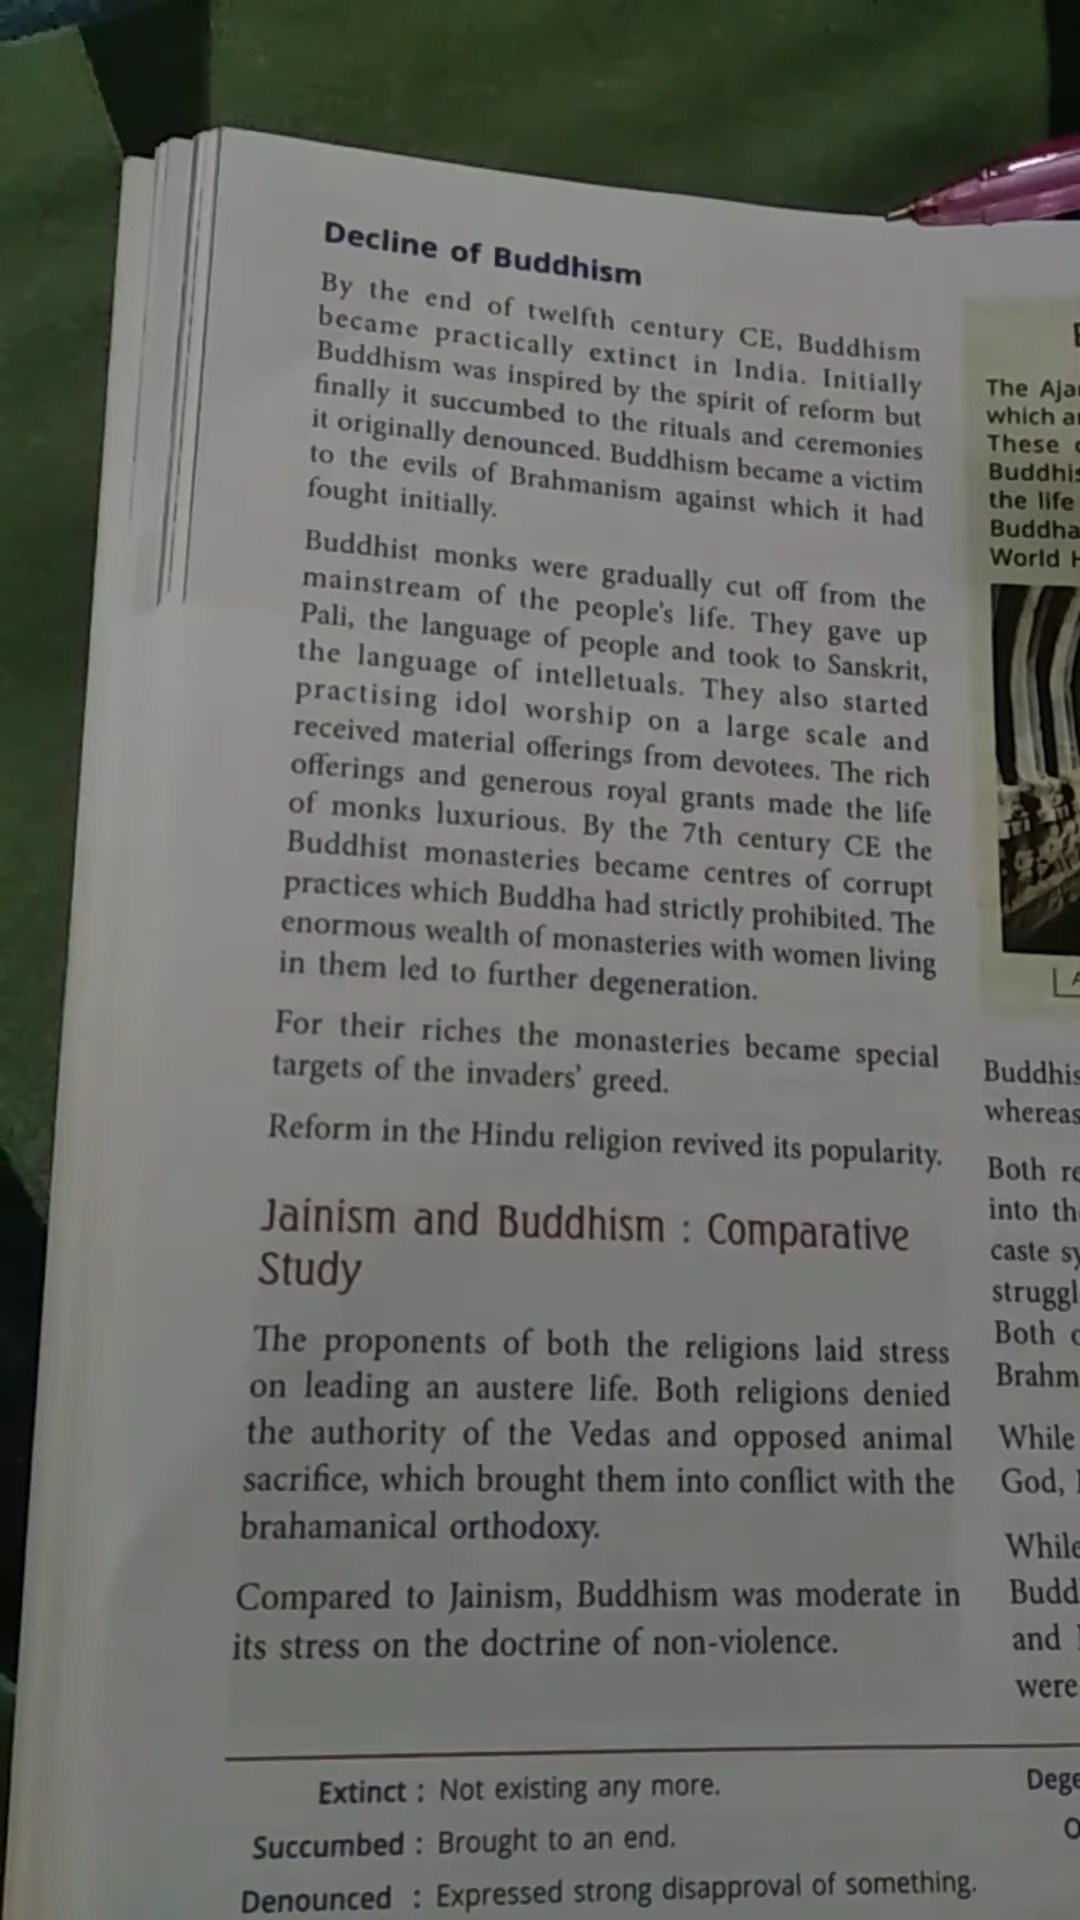 Decline of Buddhism
By the end of twelfth century CE, Buddhism
became practically extinct in India. Initially
Buddhism was inspired by the spirit of reform but
finally it succumbed to the rituals and ceremonies
it originally denounced. Buddhism became a victim
to the evils of Brahmanism against which it had
fought initially.
Buddhist monks were gradually cut off from the
mainstream of the people's life. They gave up
Pali, the language of people and took to Sanskrit,
the language of intelletuals. They also started
practising idol worship on a large scale and
received material offerings from devotees. The rich
offerings and generous royal grants made the life
of monks luxurious. By the 7th century CE the
Buddhist monasteries became centres of corrupt
practices which Buddha had strictly prohibited. The
enormous wealth of monasteries with women living
in them led to further degeneration.
For their riches the monasteries became special
targets of the invaders' greed.
Reform in the Hindu religion revived its popularity.
Jainism and Buddhism : Comparative
Study
The proponents of both the religions laid stress
on leading an austere life. Both religions denied
the authority of the Vedas and opposed animal
sacrifice, which brought them into conflict with the
brahamanical orthodoxy.
Compared to Jainism, Buddhism was moderate in
its stress on the doctrine of non-violence.
Extinct : Not existing any more.
Succumbed : Brought to an end.
Denounced : Expressed strong disapproval of something.
The
which
These
the life
World
whereas
Both
into
caste
Both
While
God,
While
and
were